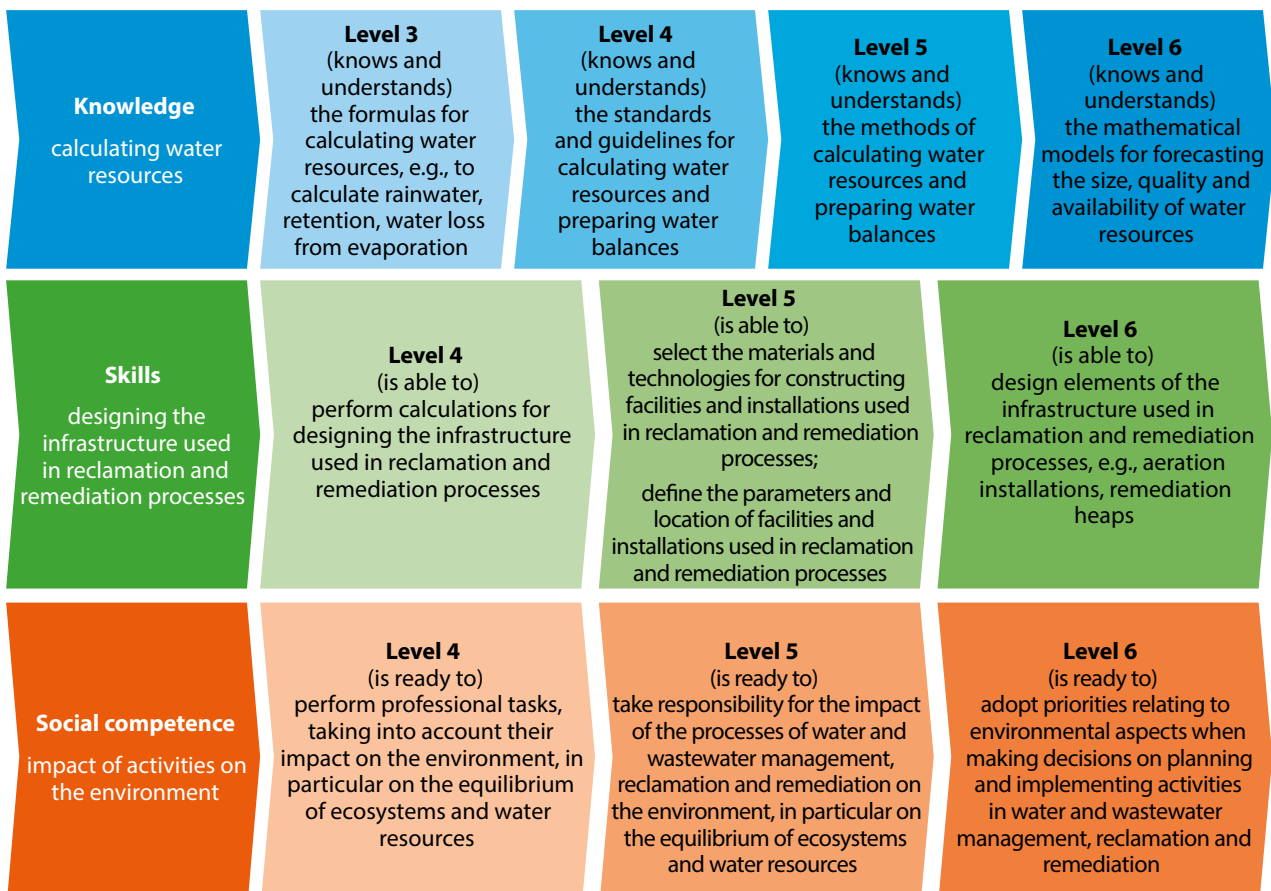 Knowledge
calculating water
resources
Level 3
(knows and
understands)
the formulas for
calculating water
resources, e.g., to
calculate rainwater,
retention, water loss
from evaporation
Level 4
(knows and
understands)
the standards
and guidelines for
calculating water
resources and
preparing water
balances
Level 5
(knows and
understands)
the methods of
calculating water
resources and
preparing water
balances
Level 6
(knows and
understands)
the mathematical
models for forecasting
the size, quality and
availability of water
resources
Skills
designing the
infrastructure used
in reclamation and
remediation processes
Level 4
(is able to)
perform calculations for
designing the infrastructure
used in reclamation and
remediation processes
Level 5
(is able to)
select the materials and
technologies for constructing
facilities and installations used
in reclamation and remediation
processes;
define the parameters and
location of facilities and
installations used in reclamation
and remediation processes
Level 6
(is able to)
design elements of the
infrastructure used in
reclamation and remediation
processes, e.g., aeration
installations, remediation
heaps
Social competence
impact of activities on
the environment
Level 4
(is ready to)
perform professional tasks,
taking into account their
impact on the environment, in
particular on the equilibrium
of ecosystems and water
resources
Level 5
(is ready to)
take responsibility for the impact
of the processes of water and
wastewater management,
reclamation and remediation on
the environment, in particular on
the equilibrium of ecosystems
and water resources
Level 6
(is ready to)
adopt priorities relating to
environmental aspects when
making decisions on planning
and implementing activities
in water and wastewater
management, reclamation and
remediation